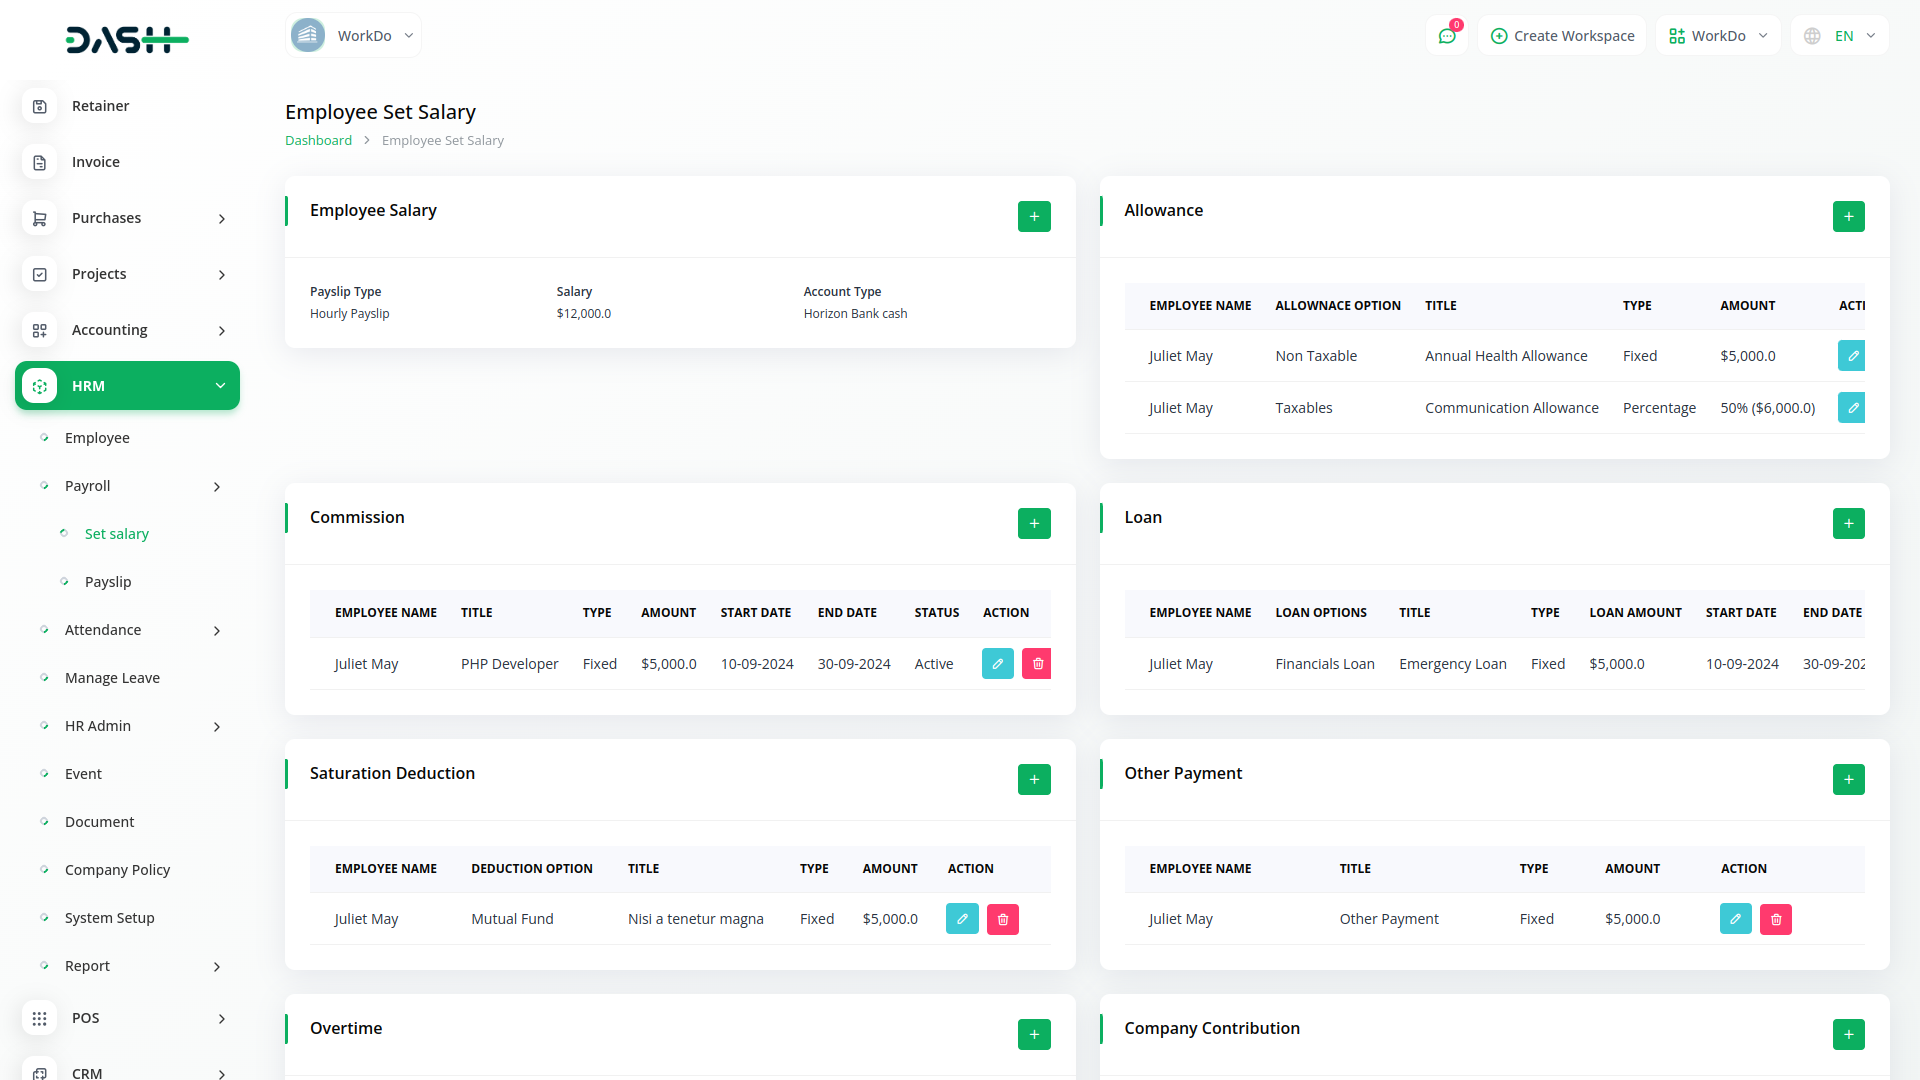 DASH
WorkDo
0
Create Workspace
WorkDo
EN
Retainer
Invoice
Purchases
Projects
Accounting
HRM
Employee
Payroll
Set salary
Payslip
Attendance
Manage Leave
HR Admin
Event
Document
Company Policy
System Setup
Report
POS
CRM
Employee Set Salary
Dashboard > Employee Set Salary
Employee Salary
Payslip Type Salary Account Type
Hourly Payslip $12,000.0 Horizon Bank cash
Allowance
EMPLOYEE NAME ALLOWNACE OPTION TITLE TYPE AMOUNT ACTI
Juliet May Non Taxable Annual Health Allowance Fixed $5,000.0
Juliet May Taxables Communication Allowance Percentage 50% ($6,000.0)
Commission
EMPLOYEE NAME TITLE TYPE AMOUNT START DATE END DATE STATUS ACTION
Juliet May PHP Developer Fixed $5,000.0 10-09-2024 30-09-2024 Active
Loan
EMPLOYEE NAME LOAN OPTIONS TITLE TYPE LOAN AMOUNT START DATE END DATE
Juliet May Financials Loan Emergency Loan Fixed $5,000.0 10-09-2024 30-09-202
Saturation Deduction
EMPLOYEE NAME DEDUCTION OPTION TITLE TYPE AMOUNT ACTION
Juliet May Mutual Fund Nisi a tenetur magna Fixed $5,000.0
Other Payment
EMPLOYEE NAME TITLE TYPE AMOUNT ACTION
Juliet May Other Payment Fixed $5,000.0
Overtime
Company Contribution